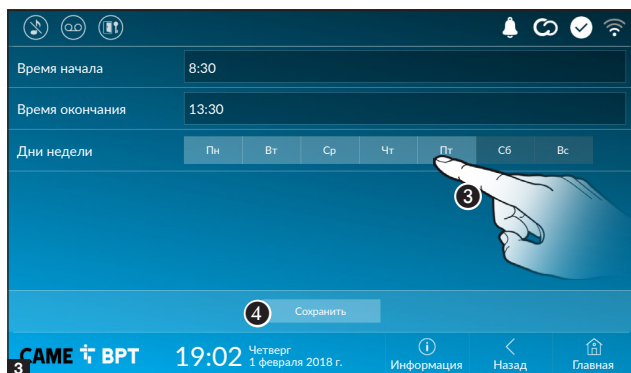 Время начала 8:30
Время окончания 13:30
Дни недели Пн Вт Ср Чт Пт Сб Вс
3
4 Сохранить
CAME BPT 19:02 Четверг
1 февраля 2018 г.
Информация Назад Главная
3